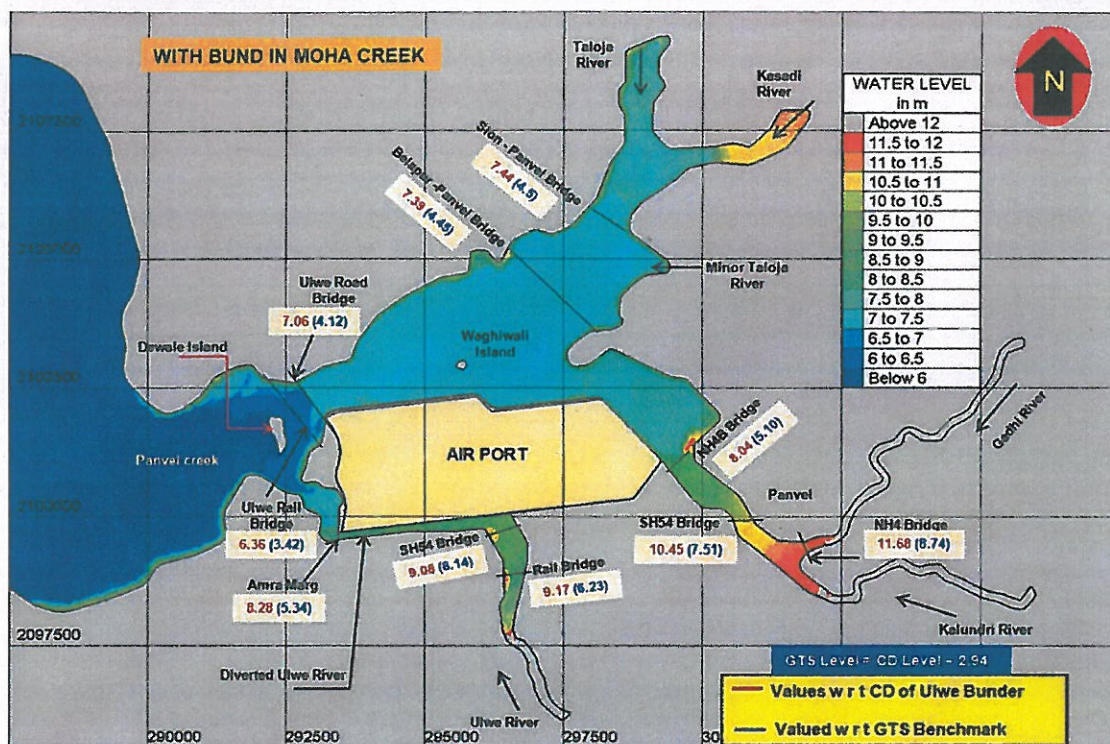 WITH BUND IN MOHA CREEK
Taloja
River
Kasadi
River
N
WATER LEVEL
in m
Above 12
11.5 to 12
11 to 11.5
10.5 to 11
10 to 10.5
9.5 to 10
9 to 9.5
8.5 to 9
8 to 8.5
7.5 to 8
7 to 7.5
6.5 to 7
6 to 6.5
Below 6
Sion - Panvel Bridge
7.44 (4.5)
Belapur -Panvel Bridge
7.39 (4.45)
Minor Taloja
River
Ulwe Road
Bridge
7.06 (4.12)
Waghiwali
Island
Dewale Island
Gadhi River
NH4B Bridge
8.04 (5.10)
AIR PORT
Panvel creek
Panvel
2100000
Ulwe Rail
Bridge
6.36 (3.42)
SH54 Bridge
10.45 (7.51)
NH4 Bridge
11.68 (8.74)
SH54 Bridge
9.08 (6.14)
Rail Bridge
9.17 (6.23)
Amra Marg
8.28 (5.34)
2097500
Kalundri River
Diverted Ulwe River
GTS Level = CD Level - 2.94
Values w r t CD of Ulwe Bunder
Valued w r t GTS Benchmark
Ulwe River
290000
292500
295000
297500